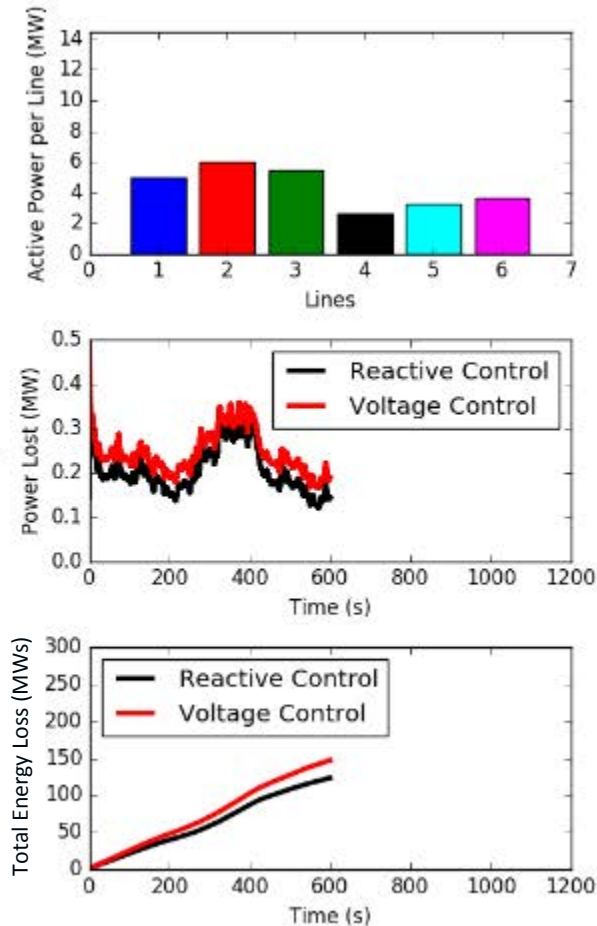 Active Power per Line (MW)
14
12
10
8
6
4
2
0
0 1 2 3 4 5 6 7
Lines
Power Lost (MW)
0.5
0.4
0.3
0.2
0.1
0.0
Reactive Control
Voltage Control
0 200 400 600 800 1000 1200
Time (s)
Total Energy Loss (MWs)
300
250
200
150
100
50
0
Reactive Control
Voltage Control
0 200 400 600 800 1000 1200
Time (s)